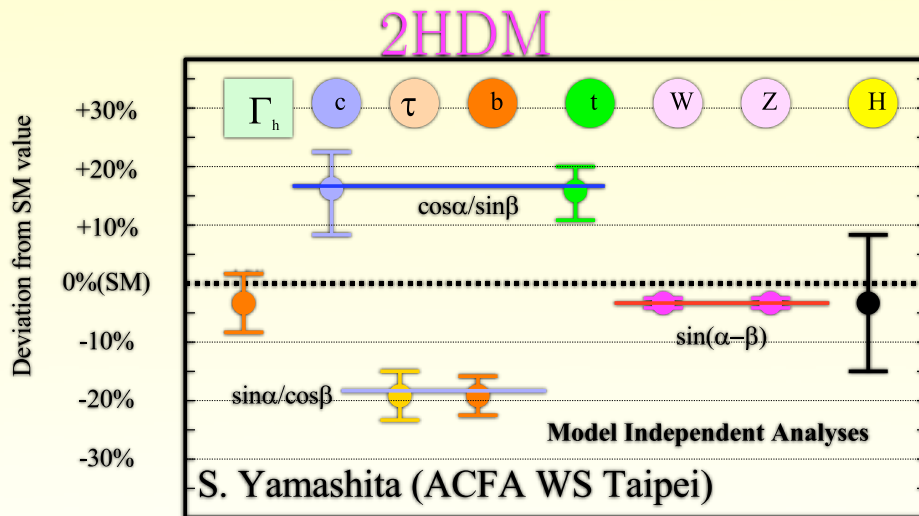 2HDM
Deviation from SM value
+30%
+20%
+10%
0%(SM)
-10%
-20%
-30%
Γh c τ b t W Z H
cosα/sinβ
sin(α−β)
sinα/cosβ
Model Independent Analyses
S. Yamashita (ACFA WS Taipei)